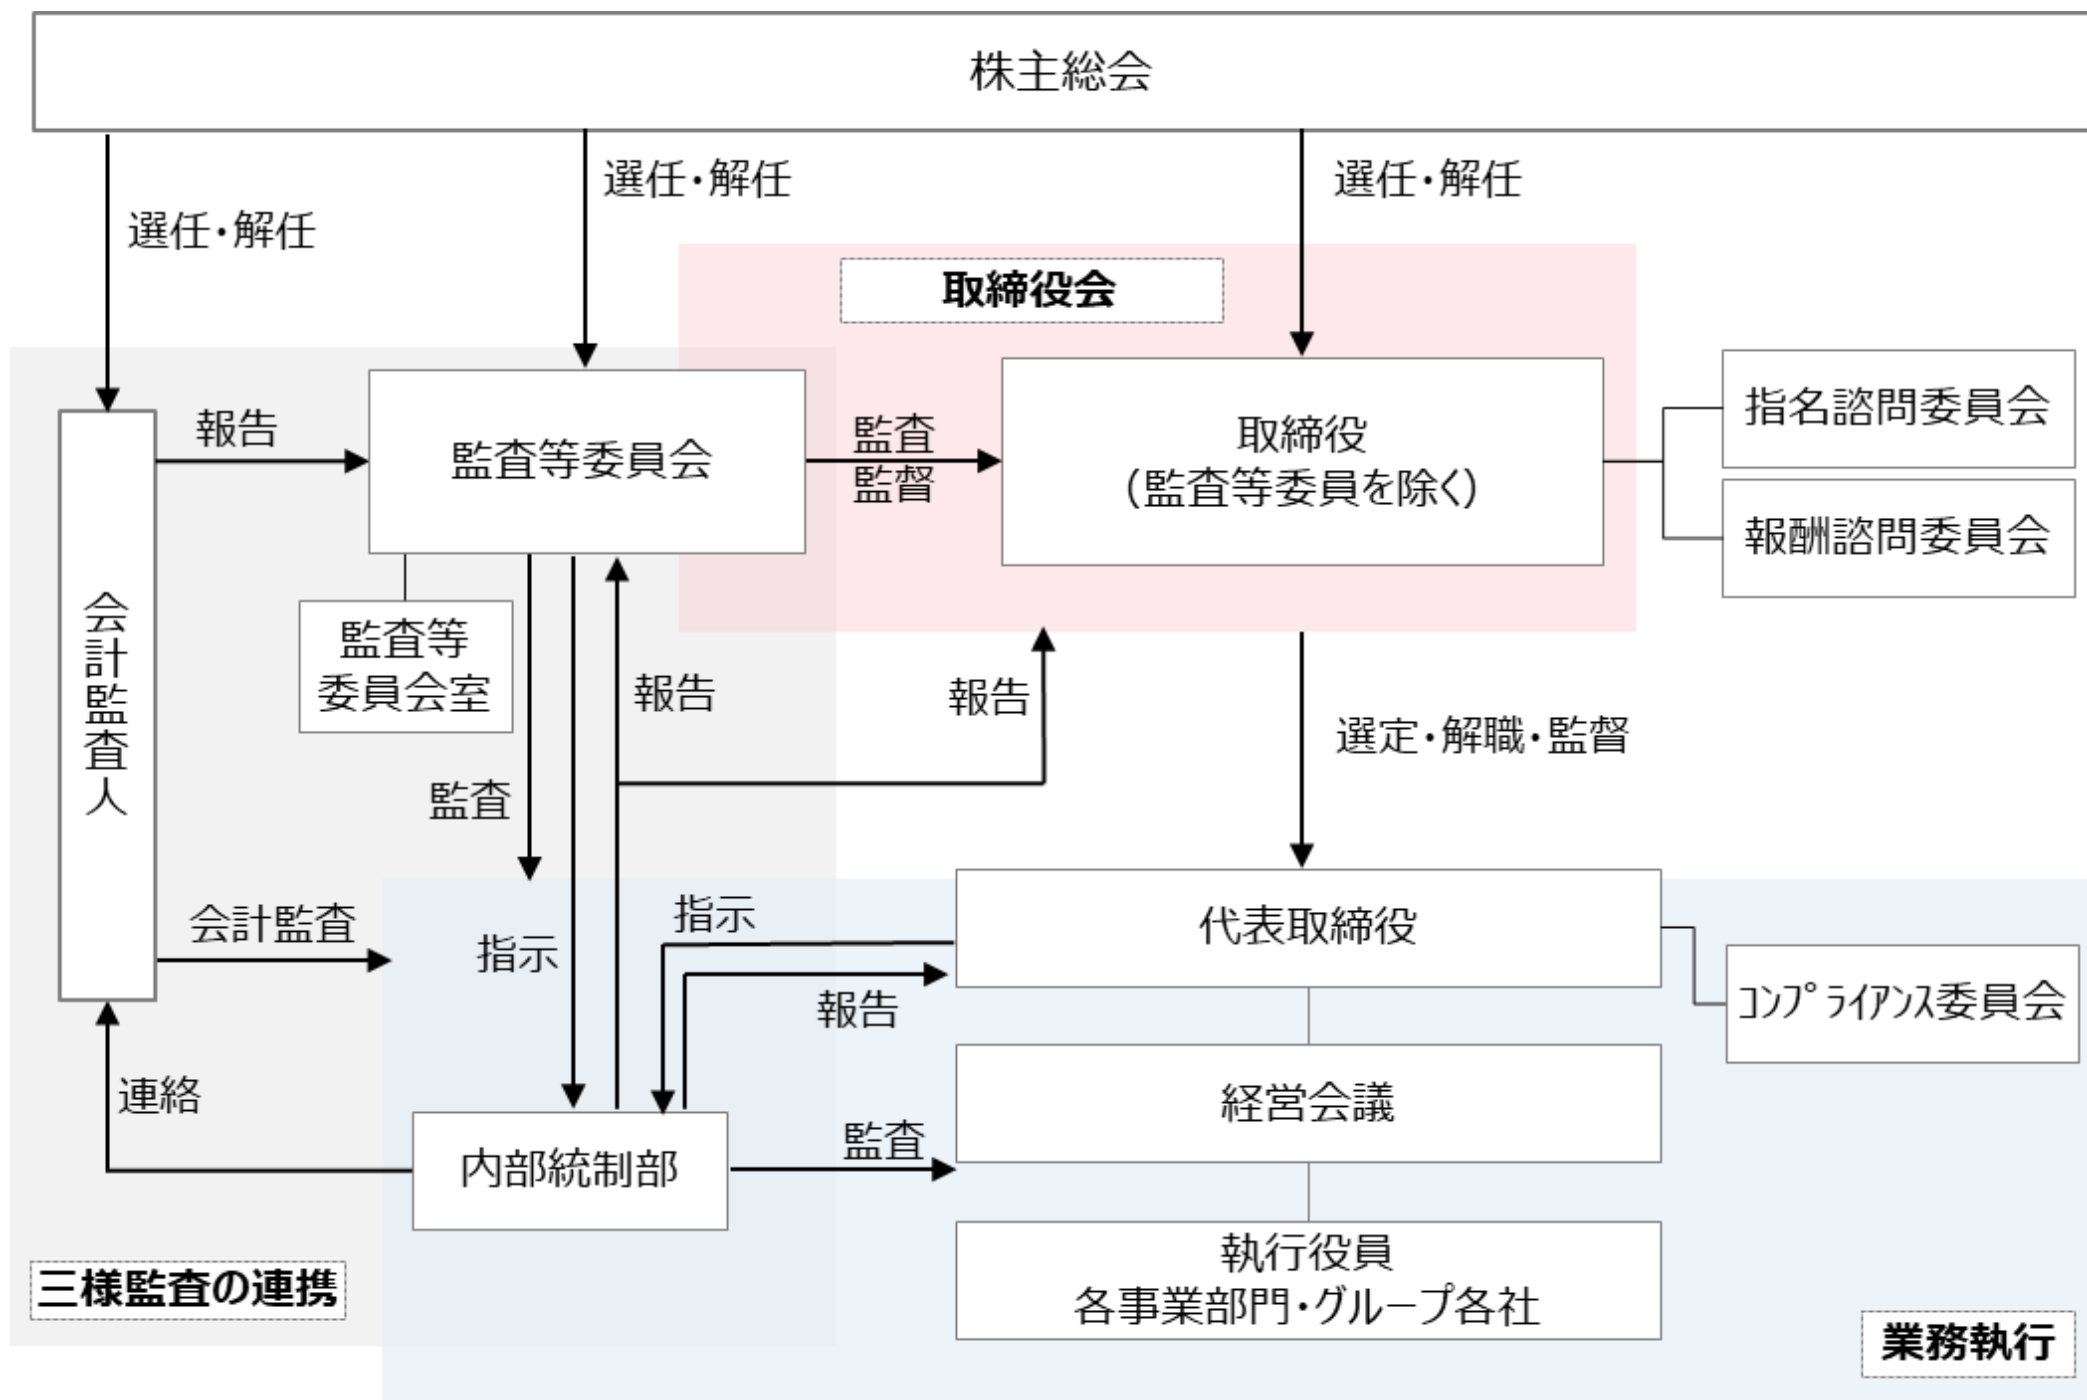 株主総会
選任・解任
選任・解任
選任・解任
取締役会
指名諮問委員会
報告
監査等委員会
監査
監督
取締役
(監査等委員を除く)
報酬諮問委員会
会計監査人
監査等
委員会室
報告
報告
選定・解職・監督
監査
会計監査
指示
指示
代表取締役
報告
コンプライアンス委員会
連絡
経営会議
監査
内部統制部
執行役員
各事業部門・グループ各社
三様監査の連携
業務執行